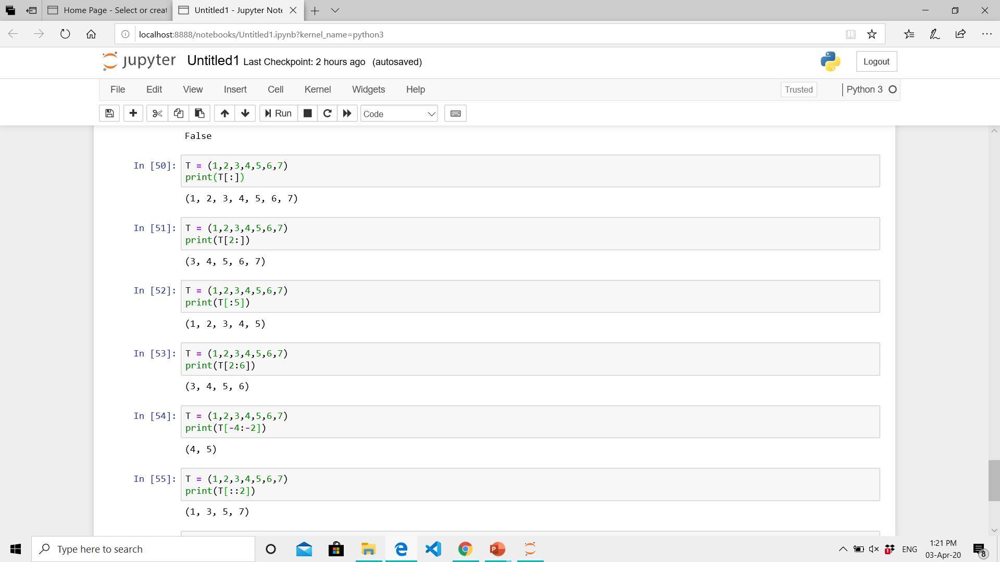 Home Page - Select or creat
Untitled1 - Jupyter Note
localhost:8888/notebooks/Untitled1.ipynb?kernel_name=python3
jupyter Untitled1 Last Checkpoint: 2 hours ago (autosaved)
Logout
File Edit View Insert Cell Kernel Widgets Help
Trusted
Python 3
Run
Code
False
In [50]: T = (1,2,3,4,5,6,7)
print(T[:])
(1, 2, 3, 4, 5, 6, 7)
In [51]: T = (1,2,3,4,5,6,7)
print(T[2:])
(3, 4, 5, 6, 7)
In [52]: T = (1,2,3,4,5,6,7)
print(T[:5])
(1, 2, 3, 4, 5)
In [53]: T = (1,2,3,4,5,6,7)
print(T[2:6])
(3, 4, 5, 6)
In [54]: T = (1,2,3,4,5,6,7)
print(T[-4:-2])
(4, 5)
In [55]: T = (1,2,3,4,5,6,7)
print(T[::2])
(1, 3, 5, 7)
Type here to search
P
1
ENG
1:21 PM
03-Apr-20
8